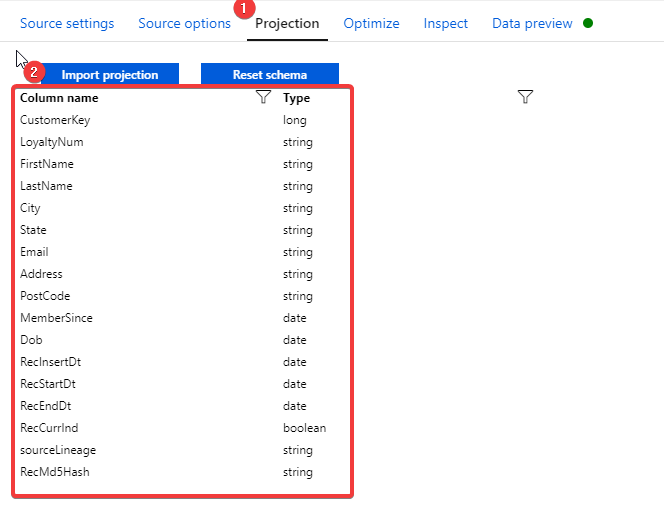 1
Source settings Source options Projection Optimize Inspect Data preview
2
Import projection Reset schema
Column name Type
CustomerKey long
LoyaltyNum string
FirstName string
LastName string
City string
State string
Email string
Address string
PostCode string
MemberSince date
Dob date
RecInsertDt date
RecStartDt date
RecEndDt date
RecCurrInd boolean
sourceLineage string
RecMd5Hash string